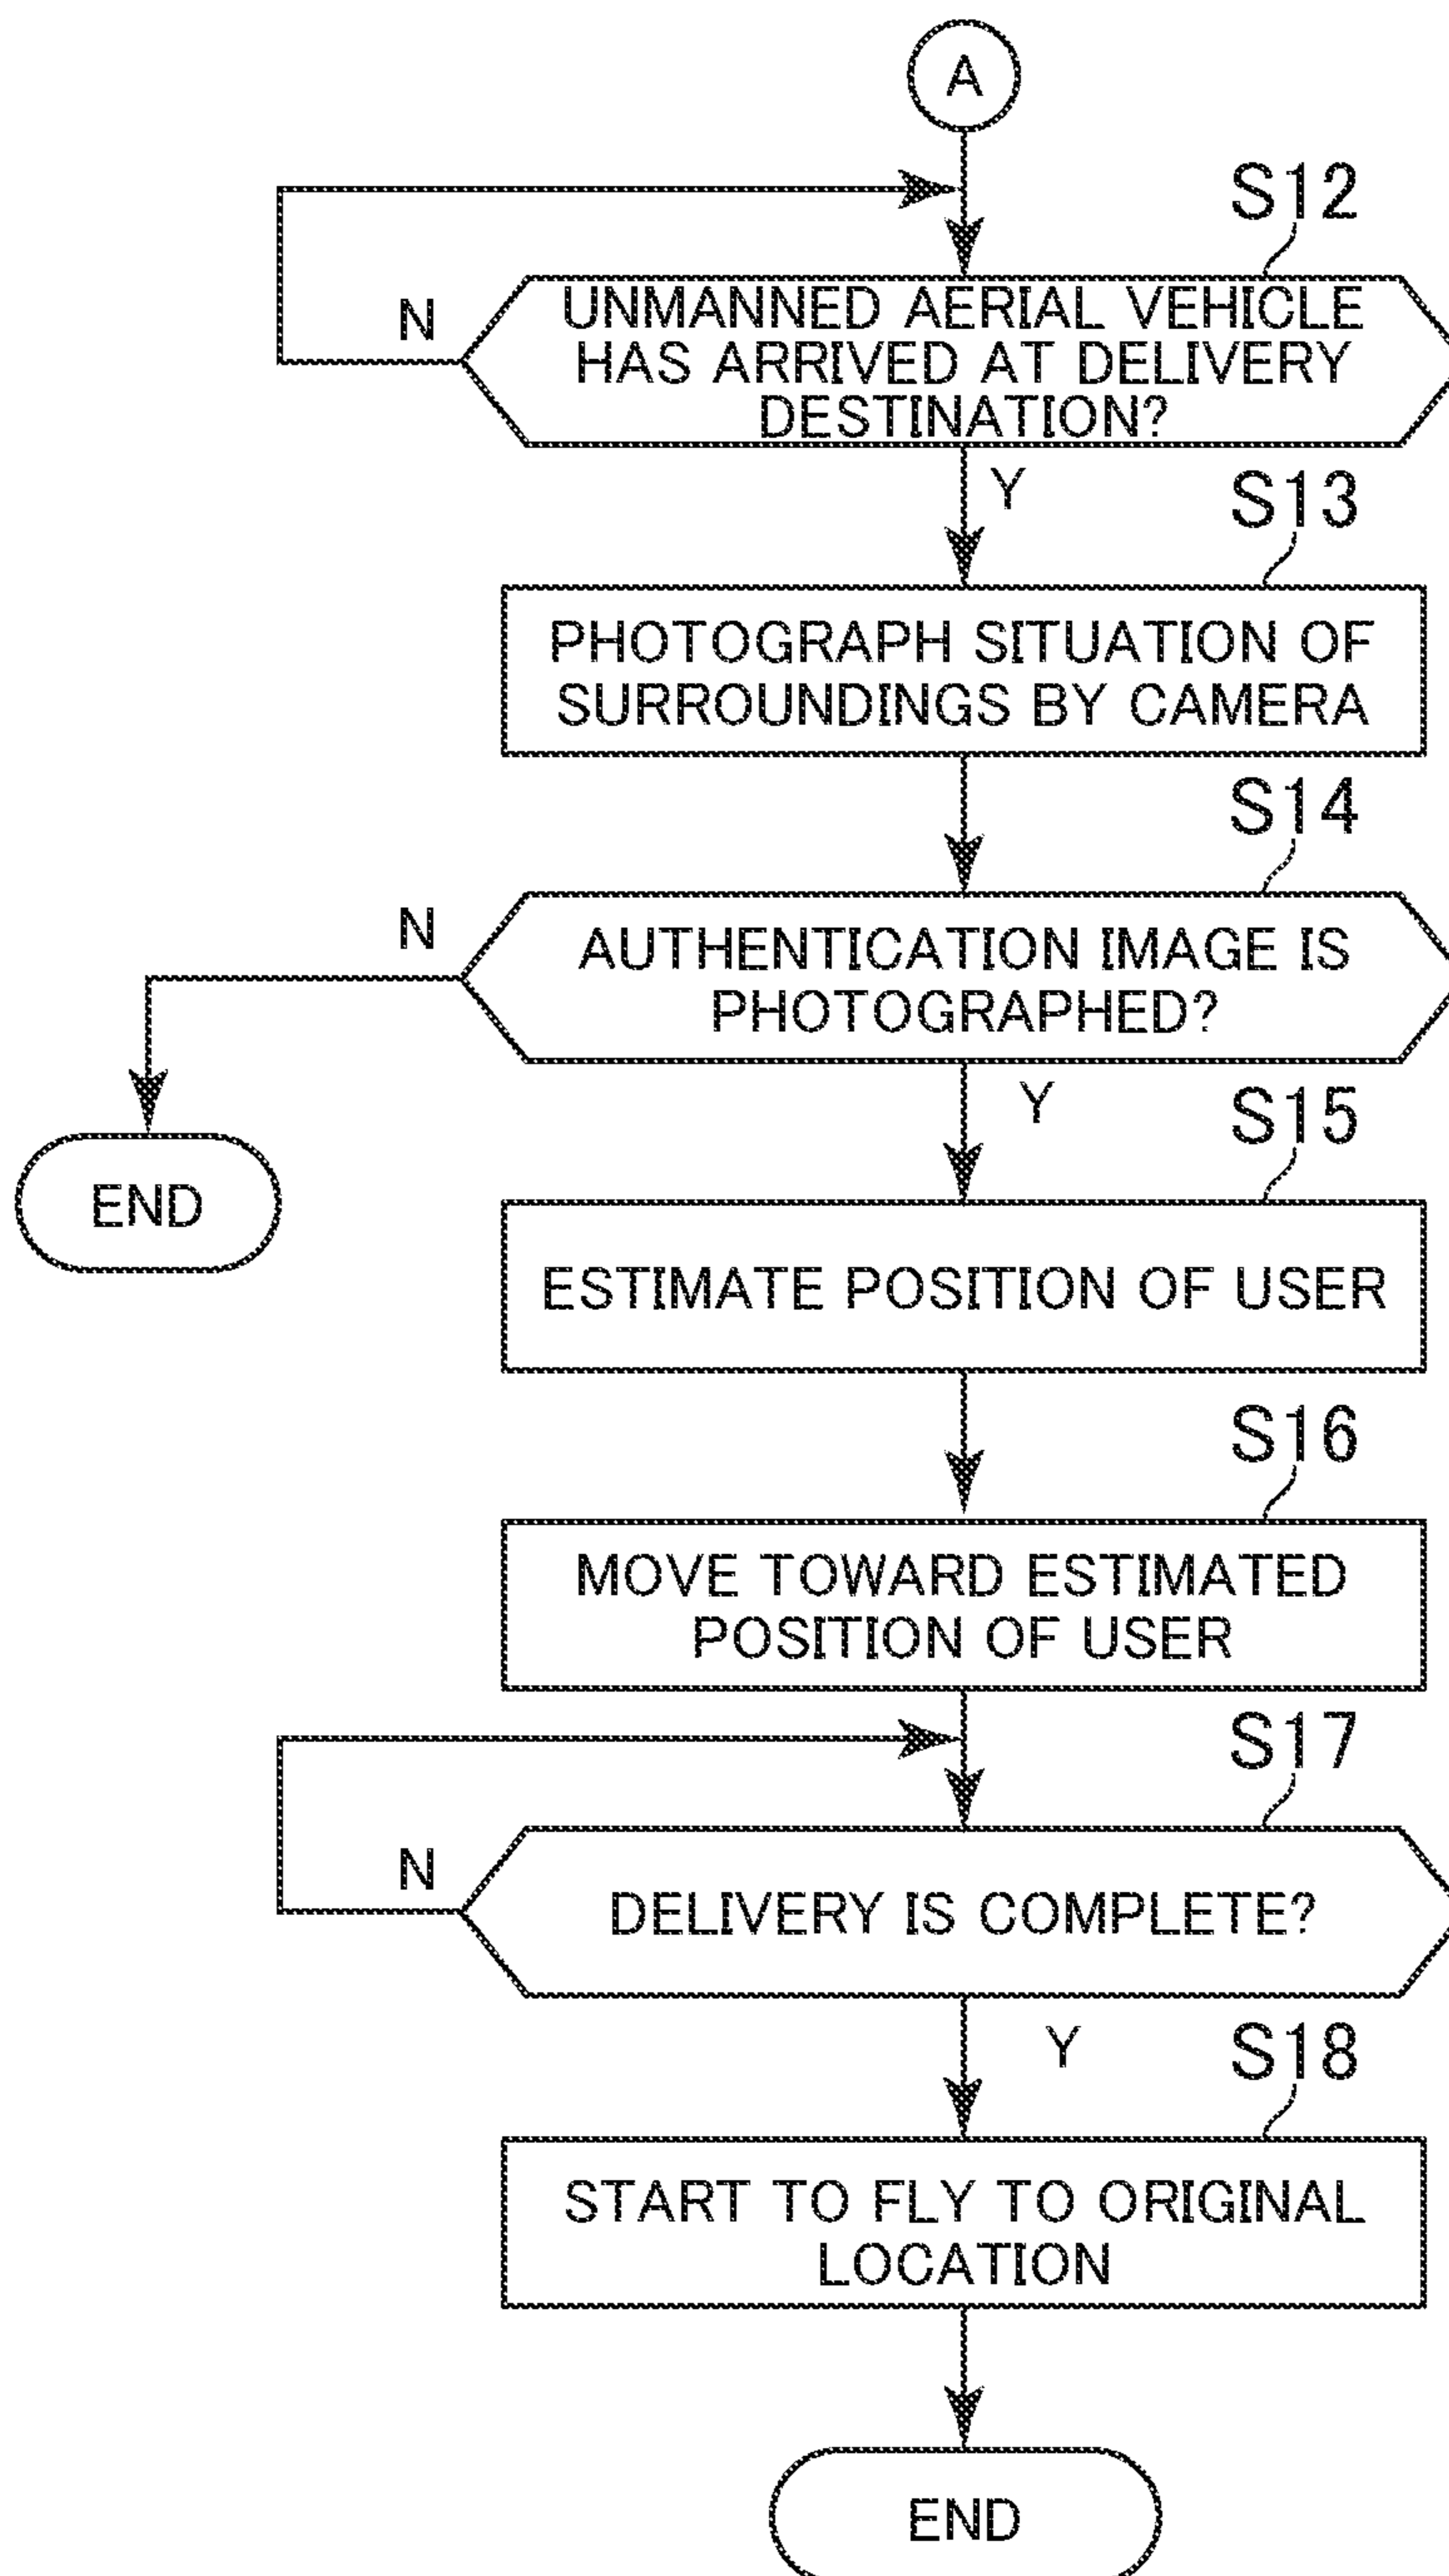 A
S12
N
UNMANNED AERIAL VEHICLE
HAS ARRIVED AT DELIVERY
DESTINATION?
Y
S13
PHOTOGRAPH SITUATION OF
SURROUNDINGS BY CAMERA
S14
N
AUTHENTICATION IMAGE IS
PHOTOGRAPHED?
Y
S15
END
ESTIMATE POSITION OF USER
S16
MOVE TOWARD ESTIMATED
POSITION OF USER
S17
N
DELIVERY IS COMPLETE?
Y
S18
START TO FLY TO ORIGINAL
LOCATION
END